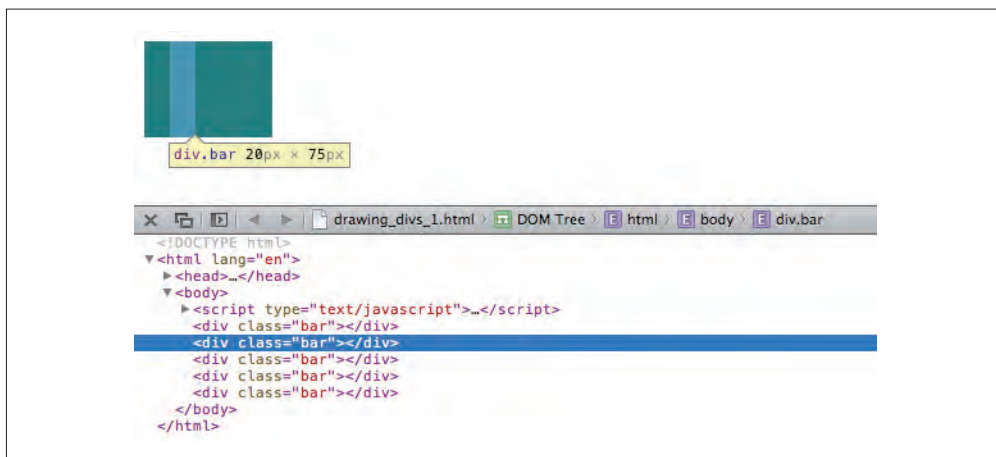 div.bar 20px × 75px
drawing_divs_1.html DOM Tree E html E body E div.bar
<!DOCTYPE html>
▼<html lang="en">
▶<head>…</head>
▼<body>
▶<script type="text/javascript">…</script>
<div class="bar"></div>
<div class="bar"></div>
<div class="bar"></div>
<div class="bar"></div>
<div class="bar"></div>
</body>
</html>